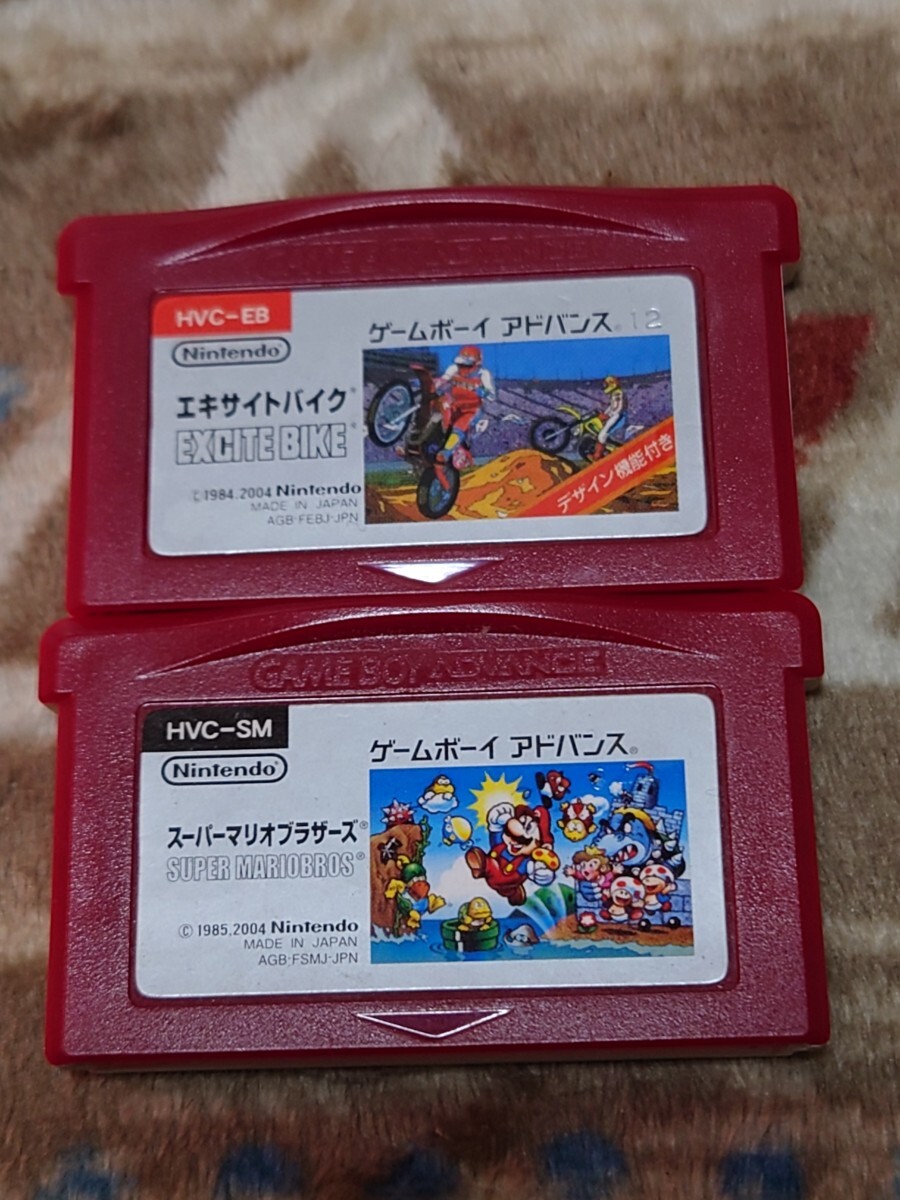 GAME BOY ADVANCE
HVC-EB
Nintendo
ゲームボーイ アドバンス® 12
エキサイトバイク®
EXCITE BIKE®
デザイン機能付き
©1984,2004 Nintendo
MADE IN JAPAN
AGB-FEBJ-JPN
GAME BOY ADVANCE
HVC-SM
Nintendo®
ゲームボーイ アドバンス®
スーパーマリオブラザーズ®
SUPER MARIOBROS®
© 1985,2004 Nintendo
MADE IN JAPAN
AGB-FSMJ-JPN